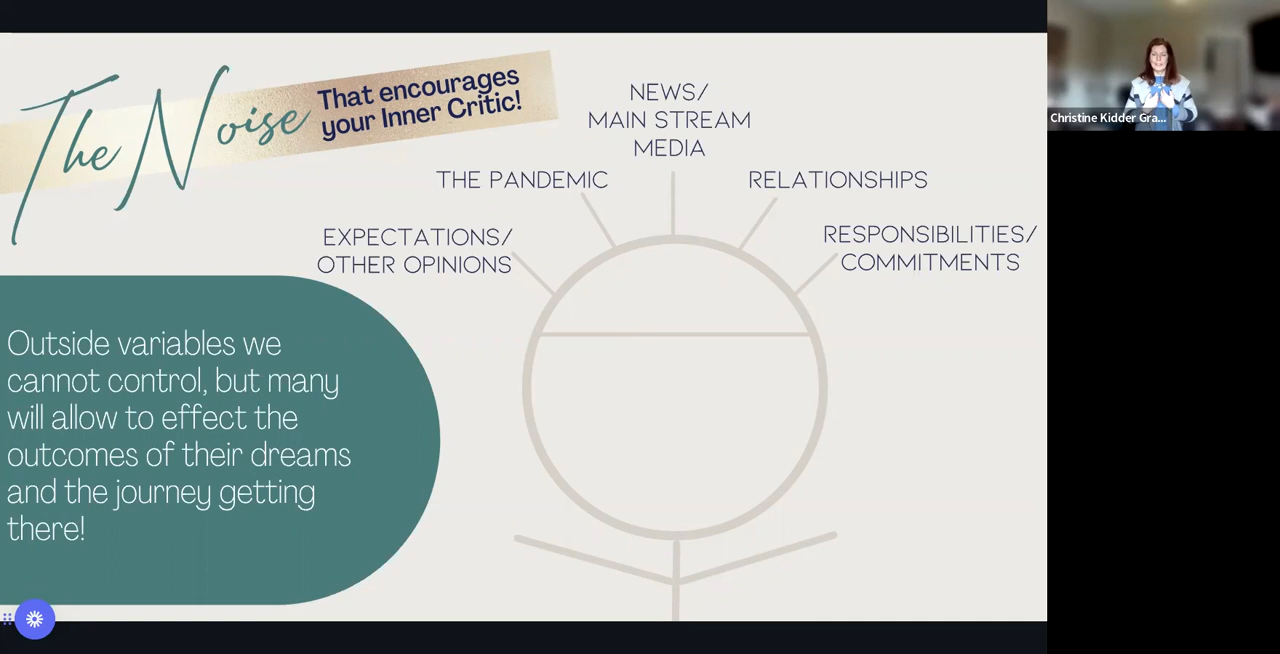 The Noise
That encourages
your Inner Critic!
NEWS/
MAIN STREAM
MEDIA
THE PANDEMIC
RELATIONSHIPS
EXPECTATIONS/
OTHER OPINIONS
RESPONSIBILITIES/
COMMITMENTS
Outside variables we
cannot control, but many
will allow to effect the
outcomes of their dreams
and the journey getting
there!
Christine Kidder Gra...